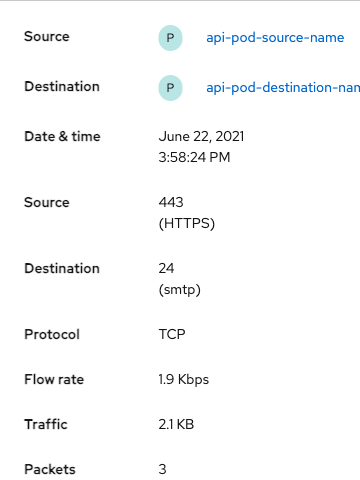 Source P api-pod-source-name
Destination P api-pod-destination-nam
Date & time June 22, 2021
3:58:24 PM
Source 443
(HTTPS)
Destination 24
(smtp)
Protocol TCP
Flow rate 1.9 Kbps
Traffic 2.1 KB
Packets 3